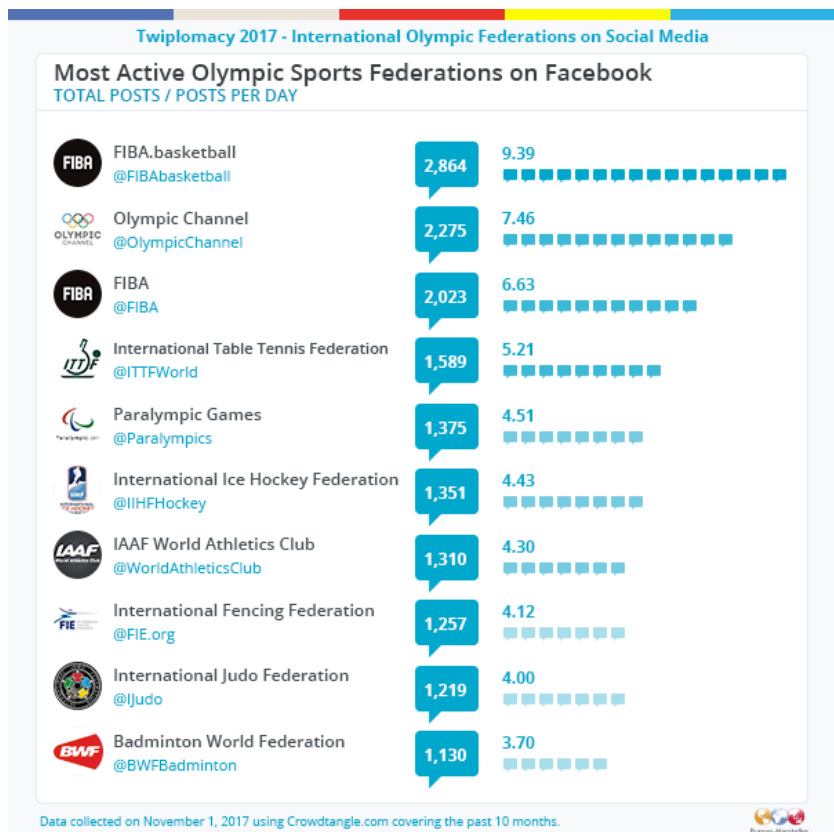 Twiplomacy 2017 - International Olympic Federations on Social Media
Most Active Olympic Sports Federations on Facebook
TOTAL POSTS / POSTS PER DAY
FIBA
FIBA.basketball
@FIBAbasketball
2,864
9.39
OLYMPIC
CHANNEL
Olympic Channel
@OlympicChannel
2,275
7.46
FIBA
FIBA
@FIBA
2,023
6.63
ITTF
International Table Tennis Federation
@ITTFWorld
1,589
5.21
Paralympic Games
@Paralympics
1,375
4.51
International Ice Hockey Federation
@IIHFHockey
1,351
4.43
IAAF
World Athletics Club
IAAF World Athletics Club
@WorldAthleticsClub
1,310
4.30
FIE
International Fencing Federation
@FIE.org
1,257
4.12
International Judo Federation
@IJudo
1,219
4.00
BWF
Badminton World Federation
@BWFBadminton
1,130
3.70
Data collected on November 1, 2017 using Crowdtangle.com covering the past 10 months.